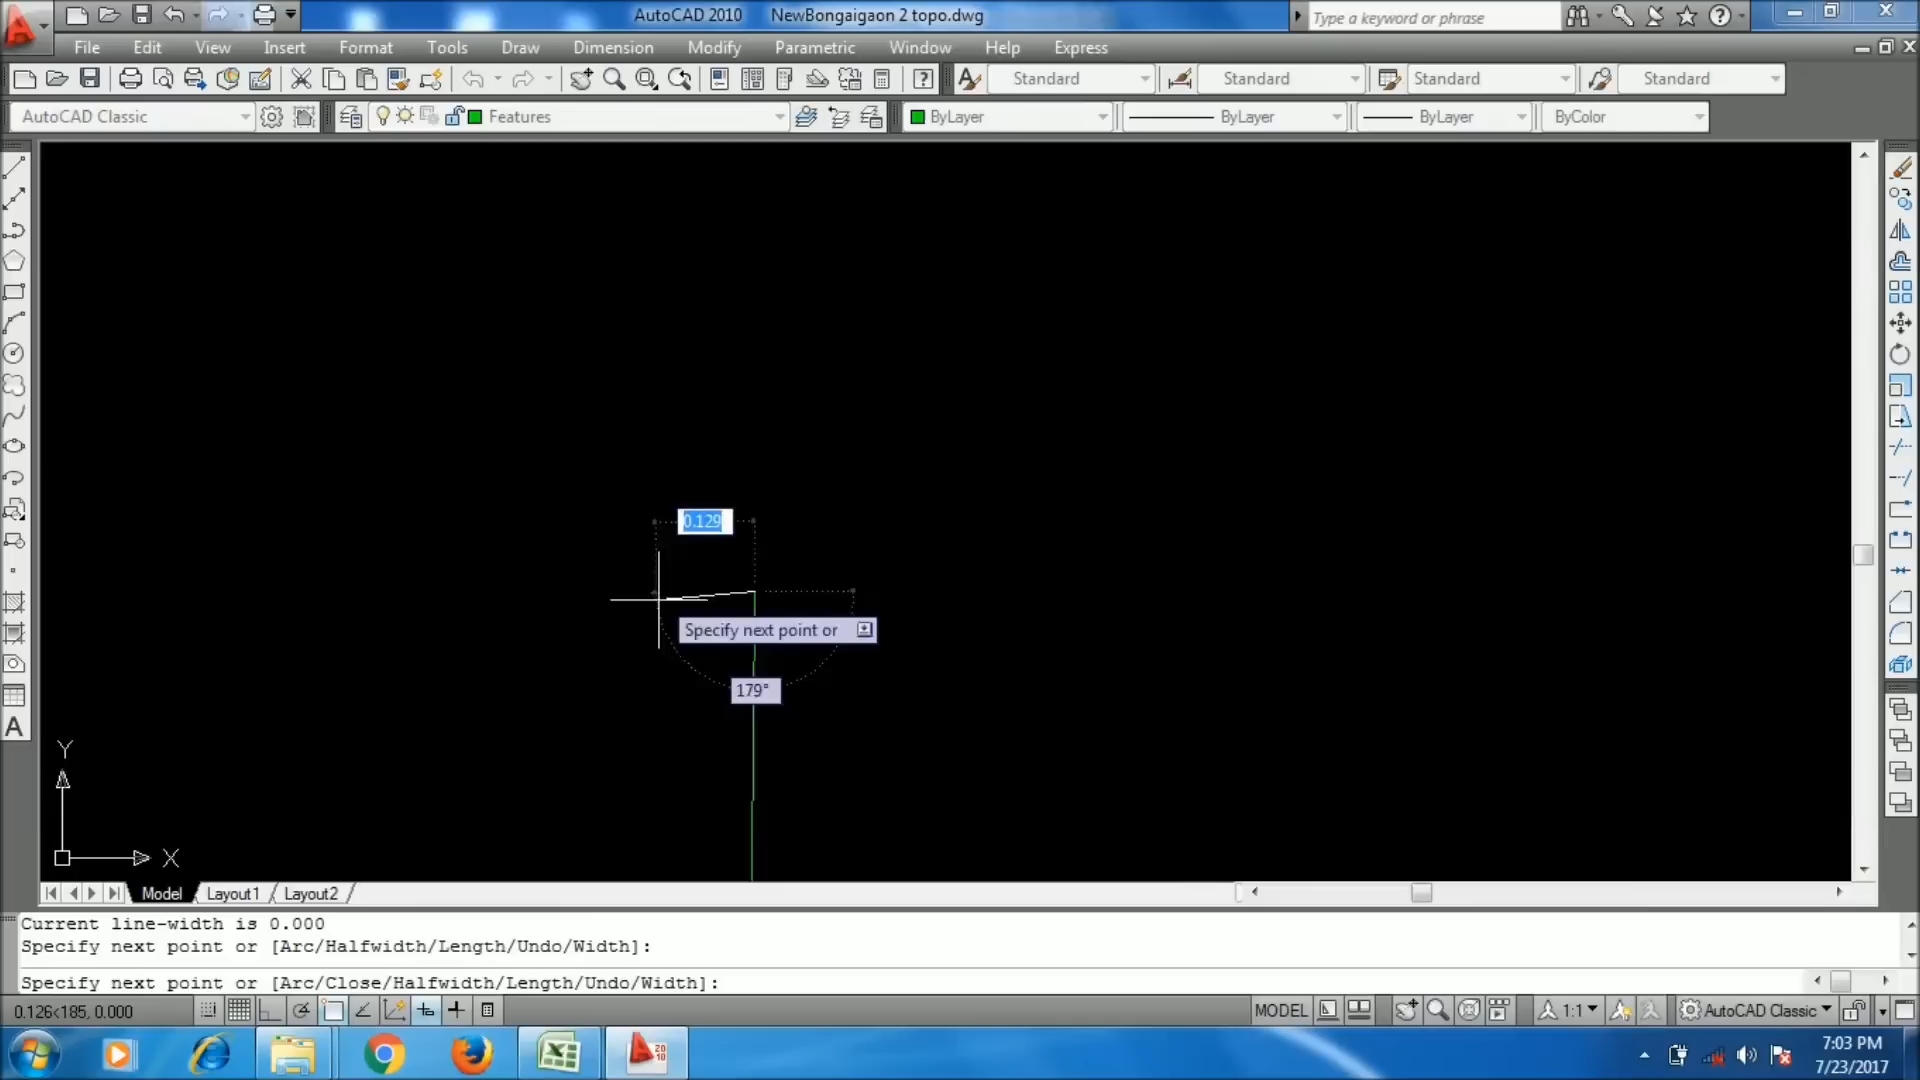 AutoCAD 2010 NewBongaigaon 2 topo.dwg
Type a keyword or phrase
File Edit View Insert Format Tools Draw Dimension Modify Parametric Window Help Express
Standard Standard Standard Standard
AutoCAD Classic Features ByLayer ByLayer ByLayer ByColor
0.129
Specify next point or
179°
Y
X
Model Layout1 Layout2
Current line-width is 0.000
Specify next point or [Arc/Halfwidth/Length/Undo/Width]:
Specify next point or [Arc/Close/Halfwidth/Length/Undo/Width]:
0.126<185, 0.000 MODEL 1:1 AutoCAD Classic
7:03 PM
7/23/2017